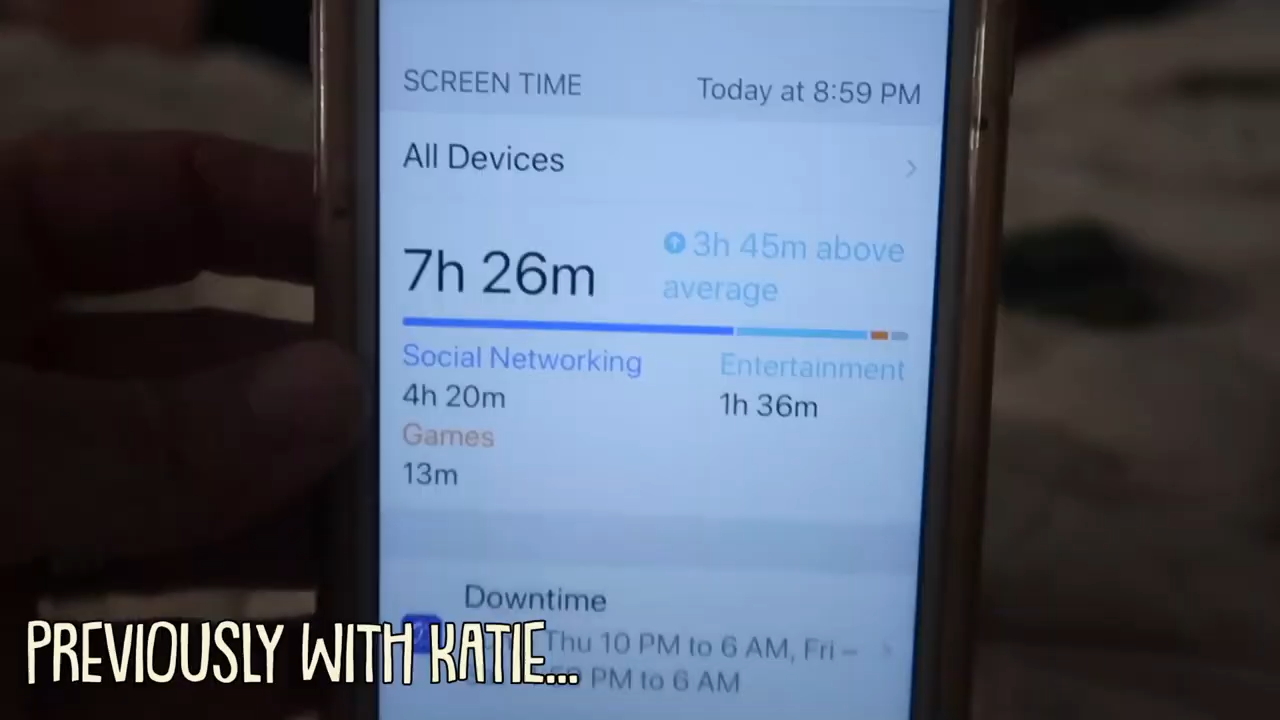 SCREEN TIME Today at 8:59 PM
All Devices
7h 26m
3h 45m above
average
Social Networking Entertainment
4h 20m 1h 36m
Games
13m
Downtime
Thu 10 PM to 6 AM, Fri –
PM to 6 AM
PREVIOUSLY WITH KATIE...